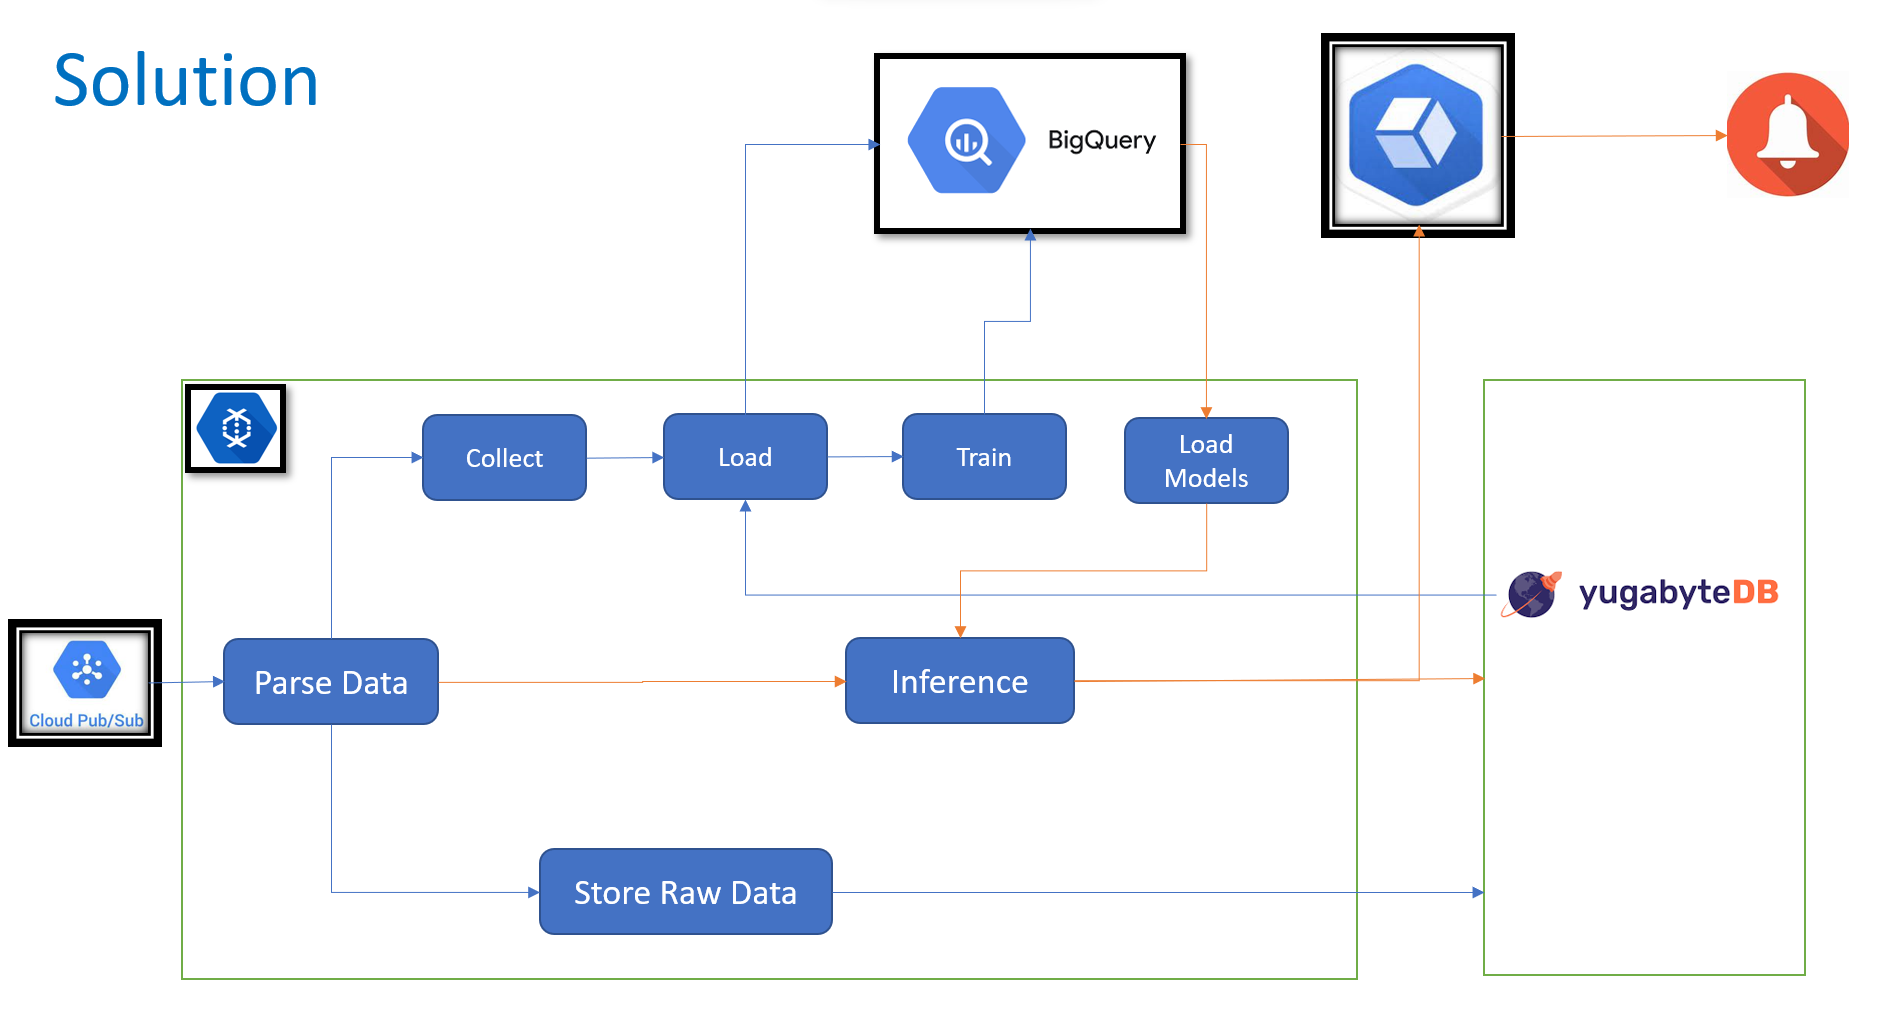 Solution
BigQuery
Collect
Load
Train
Load
Models
yugabyteDB
Parse Data
Inference
Cloud Pub/Sub
Store Raw Data